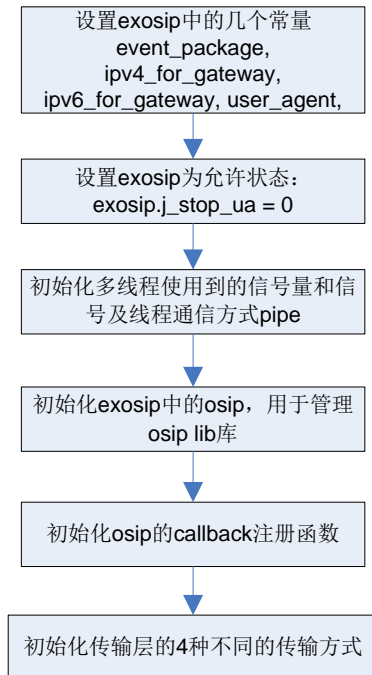 设置exosip中的几个常量
event_package,
ipv4_for_gateway,
ipv6_for_gateway, user_agent,
设置exosip为允许状态：
exosip.j_stop_ua = 0
初始化多线程使用到的信号量和信
号及线程通信方式pipe
初始化exosip中的osip，用于管理
osip lib库
初始化osip的callback注册函数
初始化传输层的4种不同的传输方式